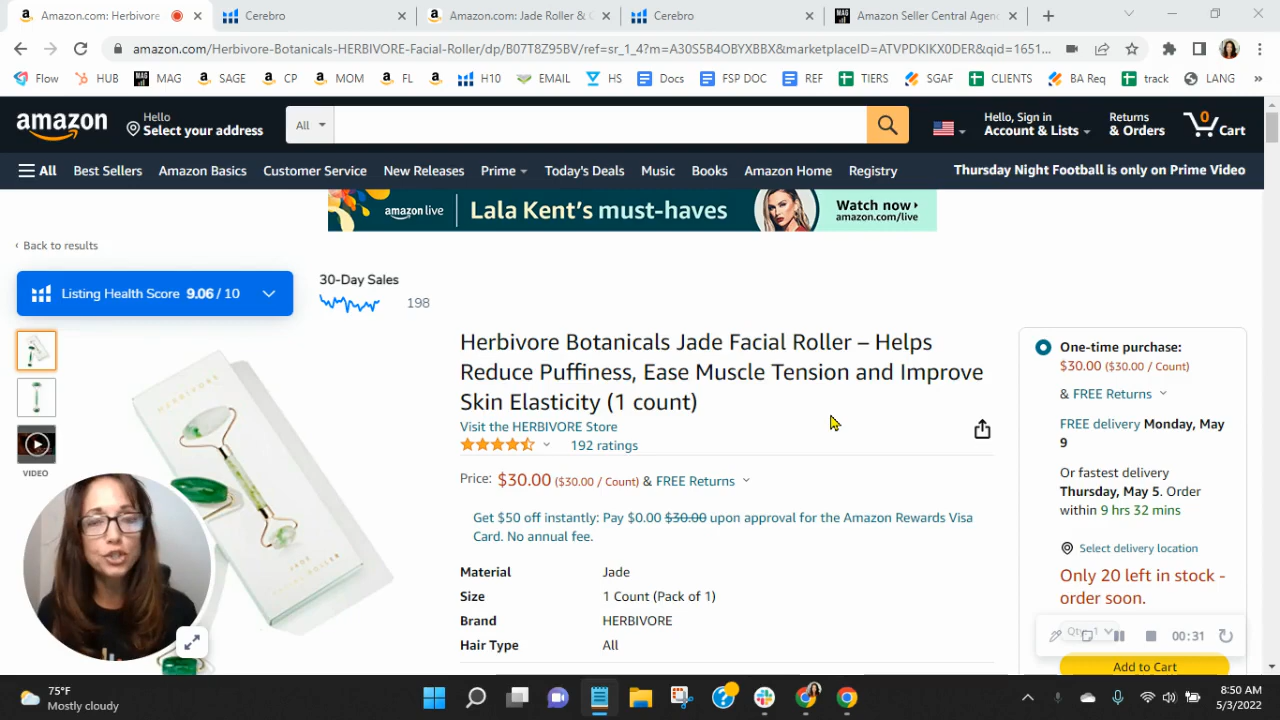 Amazon.com: Herbivore
Cerebro
Amazon.com: Jade Roller &
Cerebro
Amazon Seller Central Agen
amazon.com/Herbivore-Botanicals-HERBIVORE-Facial-Roller/dp/B07T8Z95BV/ref=sr_1_4?m=A30S5B4OBYXBBX&marketplaceID=ATVPDKIKX0DER&qid=1651...
Flow
HUB
MAG
SAGE
CP
MOM
FL
H10
EMAIL
HS
Docs
FSP DOC
REF
TIERS
SGAF
CLIENTS
BA Req
track
LANG
amazon
Hello
Select your address
All
Hello, Sign in
Account & Lists
Returns
& Orders
0
Cart
All
Best Sellers
Amazon Basics
Customer Service
New Releases
Prime
Today's Deals
Music
Books
Amazon Home
Registry
Thursday Night Football is only on Prime Video
amazon live
Lala Kent's must-haves
Watch now
amazon.com/live
‹ Back to results
Listing Health Score 9.06 / 10
30-Day Sales
198
VIDEO
HERBIVORE
JADE
FACIAL ROLLER
Herbivore Botanicals Jade Facial Roller – Helps
Reduce Puffiness, Ease Muscle Tension and Improve
Skin Elasticity (1 count)
Visit the HERBIVORE Store
192 ratings
Price: $30.00 ($30.00 / Count) & FREE Returns
Get $50 off instantly: Pay $0.00 $30.00 upon approval for the Amazon Rewards Visa
Card. No annual fee.
Material Jade
Size 1 Count (Pack of 1)
Brand HERBIVORE
Hair Type All
One-time purchase:
$30.00 ($30.00 / Count)
& FREE Returns
FREE delivery Monday, May
9
Or fastest delivery
Thursday, May 5. Order
within 9 hrs 32 mins
Select delivery location
Only 20 left in stock -
order soon.
Qty: 1
00:31
Add to Cart
75°F
Mostly cloudy
8:50 AM
5/3/2022